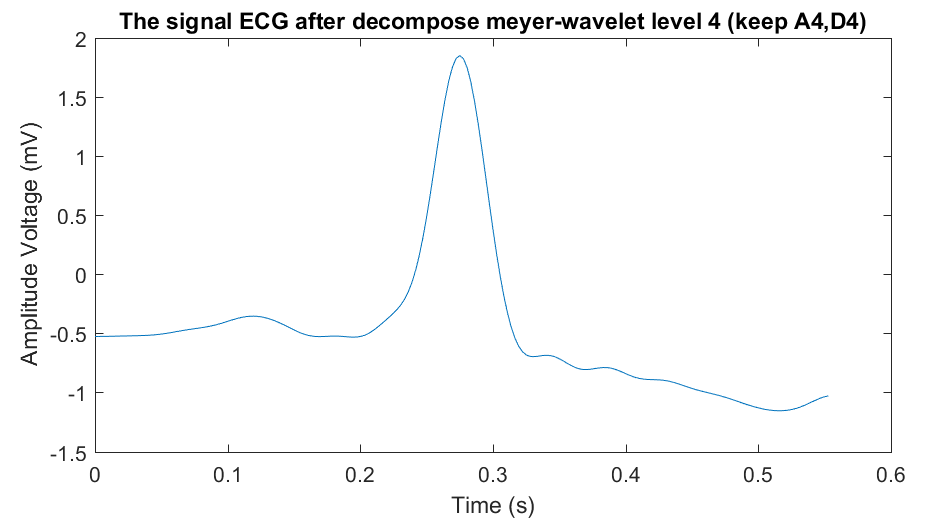 The signal ECG after decompose meyer-wavelet level 4 (keep A4,D4)
2
1.5
1
0.5
0
-0.5
-1
-1.5
Amplitude Voltage (mV)
0 0.1 0.2 0.3 0.4 0.5 0.6
Time (s)